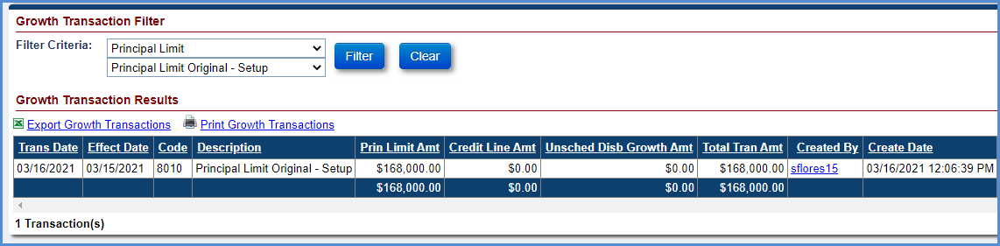 Growth Transaction Filter
Filter Criteria: Principal Limit Filter Clear
Principal Limit Original - Setup
Growth Transaction Results
Export Growth Transactions Print Growth Transactions
Trans Date Effect Date Code Description Prin Limit Amt Credit Line Amt Unsched Disb Growth Amt Total Tran Amt Created By Create Date
03/16/2021 03/15/2021 8010 Principal Limit Original - Setup $168,000.00 $0.00 $0.00 $168,000.00 sflores15 03/16/2021 12:06:39 PM
$168,000.00 $0.00 $0.00 $168,000.00
1 Transaction(s)